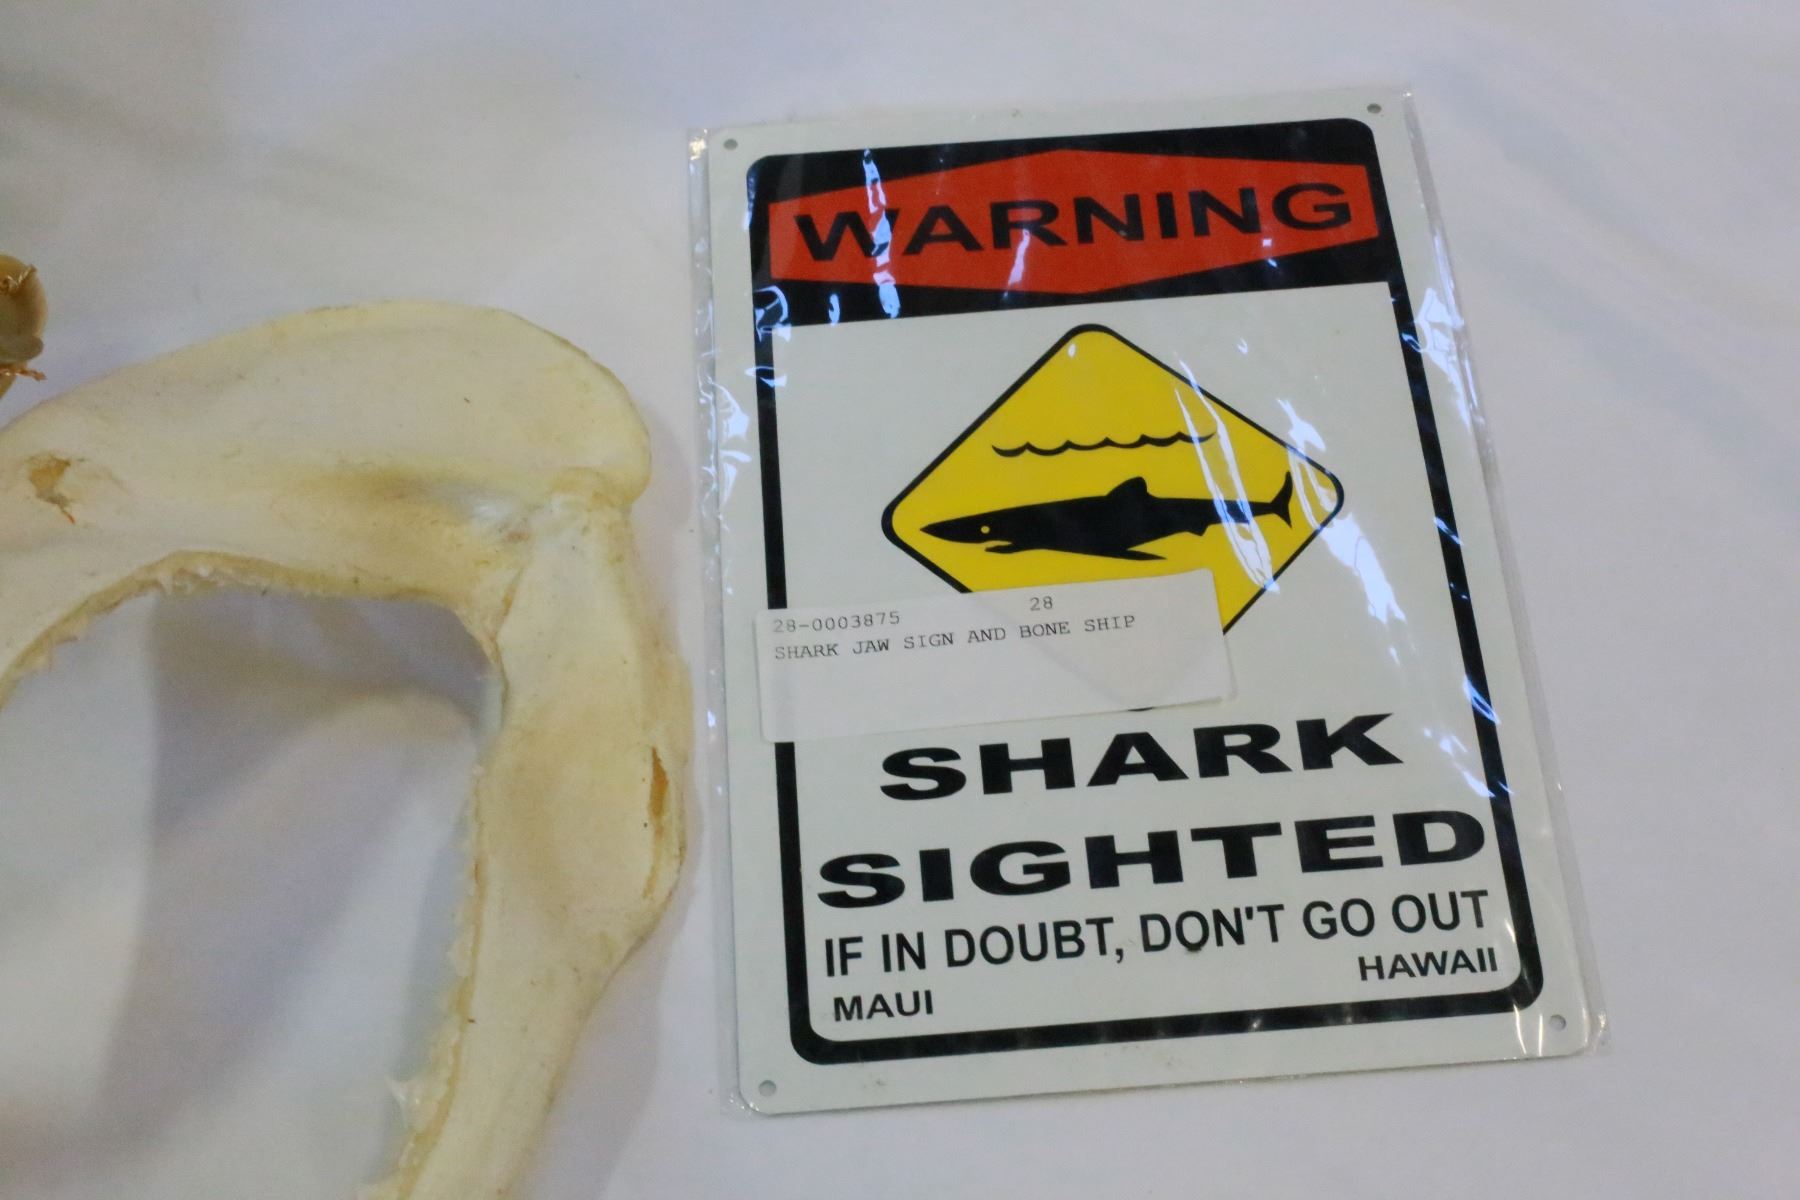 WARNING
28-0003875 28
SHARK JAW SIGN AND BONE SHIP
SHARK
SIGHTED
IF IN DOUBT, DON'T GO OUT
HAWAII
MAUI